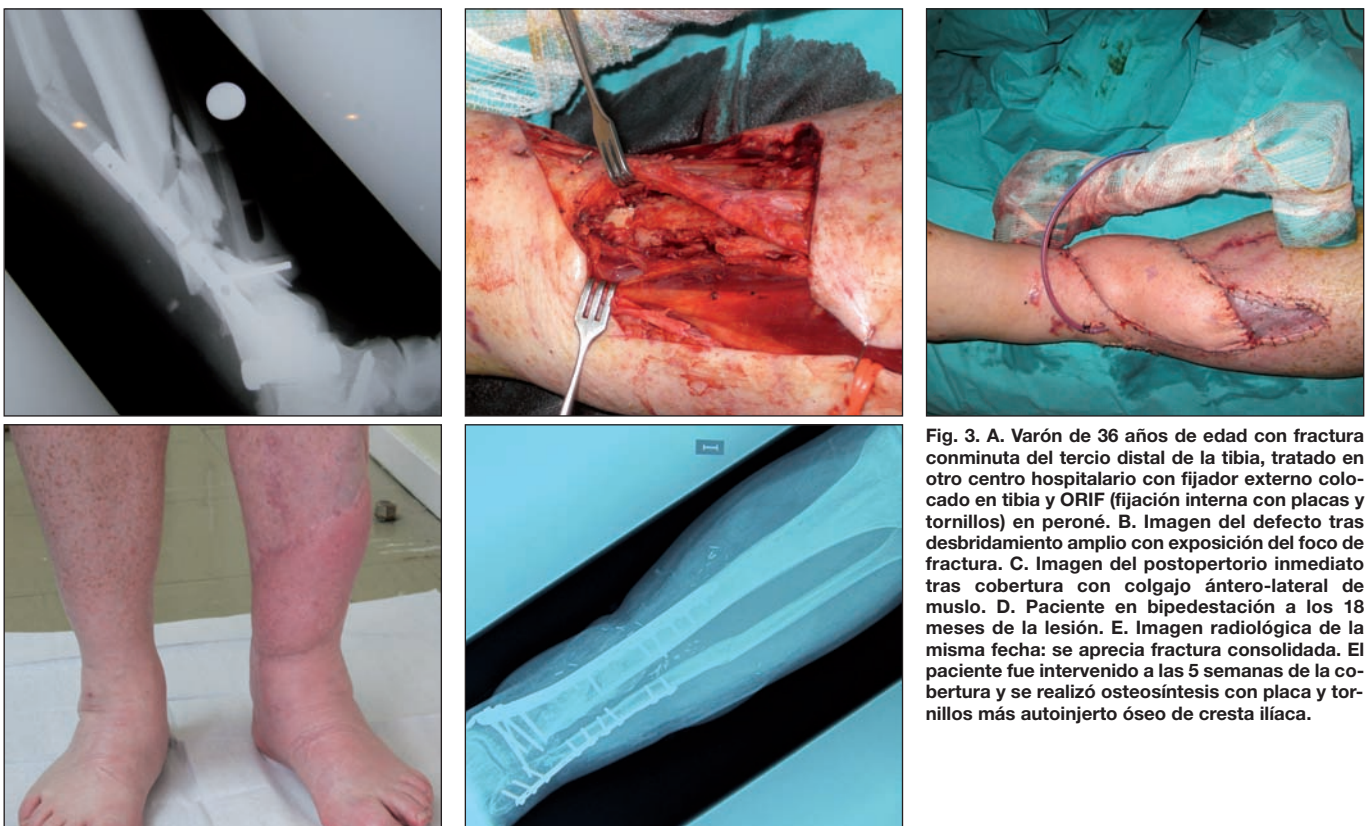 Fig. 3. A. Varón de 36 años de edad con fractura
conminuta del tercio distal de la tibia, tratado en
otro centro hospitalario con fijador externo colo-
cado en tibia y ORIF (fijación interna con placas y
tornillos) en peroné. B. Imagen del defecto tras
desbridamiento amplio con exposición del foco de
fractura. C. Imagen del postopertorio inmediato
tras cobertura con colgajo ántero-lateral de
muslo. D. Paciente en bipedestación a los 18
meses de la lesión. E. Imagen radiológica de la
misma fecha: se aprecia fractura consolidada. El
paciente fue intervenido a las 5 semanas de la co-
bertura y se realizó osteosíntesis con placa y tor-
nillos más autoinjerto óseo de cresta ilíaca.